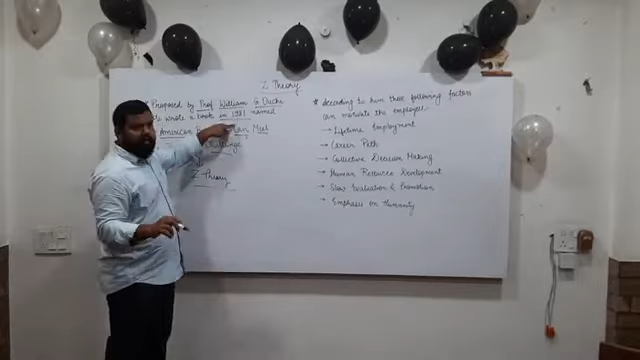 Z Theory
* Proposed by Prof William G Ouchi
wrote a book in 1981 named
American Meet
Z Theory
* According to him these following factors
can motivate the employee-
→ Lifetime Employment
→ Career Path
→ Collective Decision Making
→ Human Resource Development
→ Slow Evaluation & Promotion
→ Emphasis on Humanity